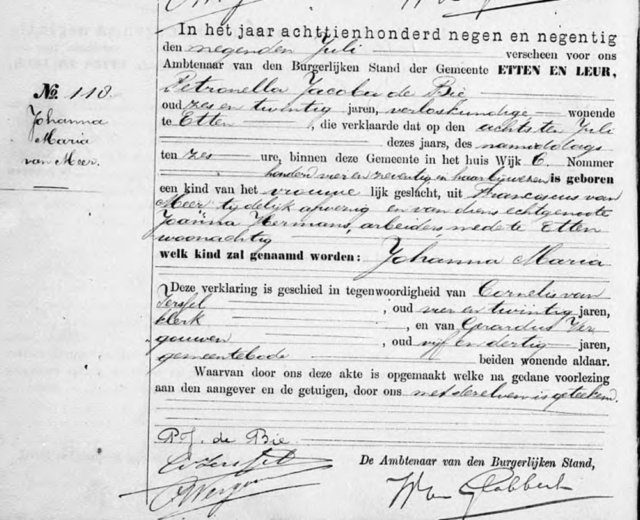 No. 118.
Johanna
Maria
van Meer.
In het jaar achttienhonderd negen en negentig
den negenden Juli verscheen voor ons
Ambtenaar van den Burgerlijken Stand der Gemeente ETTEN EN LEUR,
Petronella Jacoba de Bie
oud zes en twintig jaren, verloskundige wonende
te Etten, die verklaarde dat op den achtsten Juli
dezes jaars, des namiddags
ten zes ure, binnen deze Gemeente in het huis Wijk 6. Nommer
honderd vier en zeventig en haar bijwezen is geboren
een kind van het vrouwe lijk geslacht, uit Franciscus van
Meer tijdelijk afwezig en van diens echtgenoote
Joanna Hermans, arbeiders mede te Etten
woonachtig
welk kind zal genaamd worden: Johanna Maria
Deze verklaring is geschied in tegenwoordigheid van Cornelis van
Terssel, oud vier en twintig jaren,
klerk, en van Gerardus Ver
gouwen, oud vijf en dertig jaren,
gemeentebode beiden wonende aldaar.
Waarvan door ons deze akte is opgemaakt welke na gedane voorlezing
aan den aangever en de getuigen, door ons met dezelven is geteekend.
P.J. de Bie
De Ambtenaar van den Burgerlijken Stand,